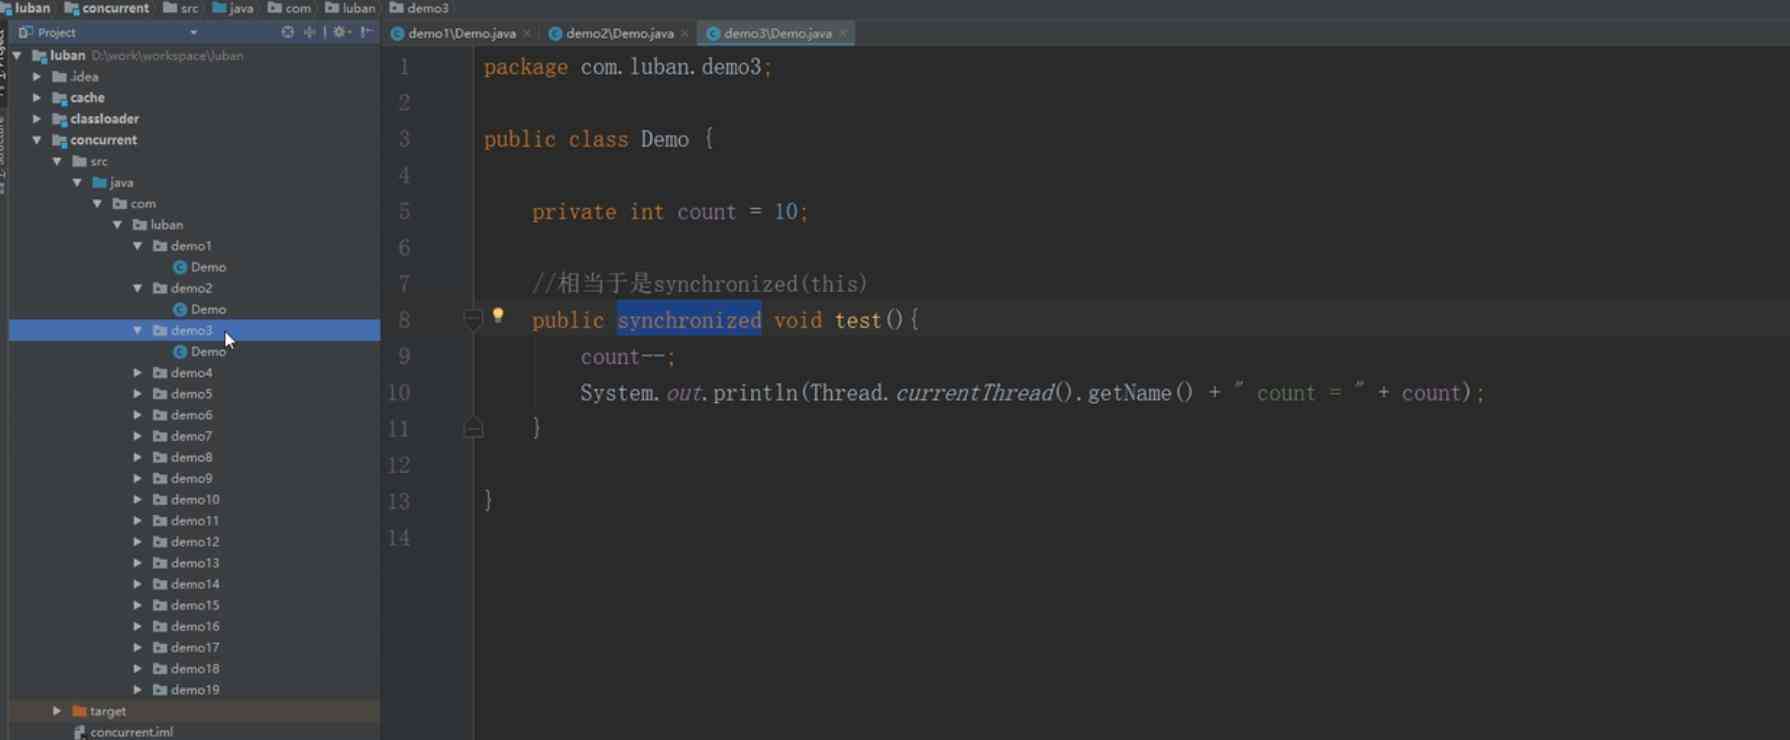 luban concurrent src java com luban demo3
Project
demo1\Demo.java demo2\Demo.java demo3\Demo.java
luban D:\work\workspace\luban
.idea
cache
classloader
concurrent
src
java
com
luban
demo1
Demo
demo2
Demo
demo3
Demo
demo4
demo5
demo6
demo7
demo8
demo9
demo10
demo11
demo12
demo13
demo14
demo15
demo16
demo17
demo18
demo19
target
concurrent.iml
1 package com.luban.demo3;
2
3 public class Demo {
4
5 private int count = 10;
6
7 //相当于是synchronized(this)
8 public synchronized void test(){
9 count--;
10 System.out.println(Thread.currentThread().getName() + " count = " + count);
11 }
12
13 }
14